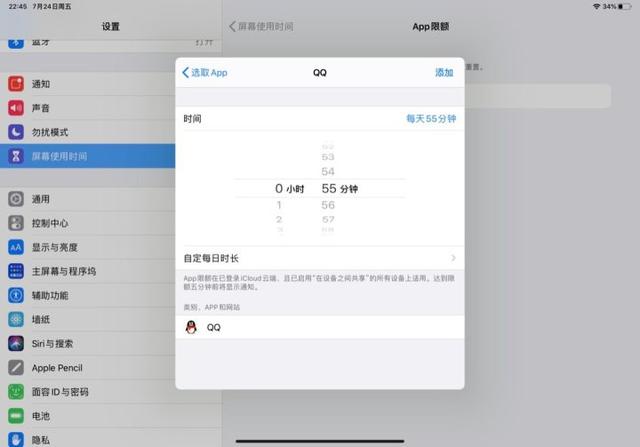 22:45 7月24日周五
34%
设置
屏幕使用时间
App限额
蓝牙
打开
重置。
通知
声音
勿扰模式
屏幕使用时间
通用
控制中心
显示与亮度
主屏幕与程序坞
辅助功能
墙纸
Siri与搜索
Apple Pencil
面容ID与密码
电池
隐私
选取App
QQ
添加
时间
每天55分钟
52
53
54
0 小时
55 分钟
1
56
2
57
3
自定每日时长
App限额在已登录iCloud云端、且已启用“在设备之间共享”的所有设备上适用。达到限
额五分钟前将显示通知。
类别、APP和网站
QQ